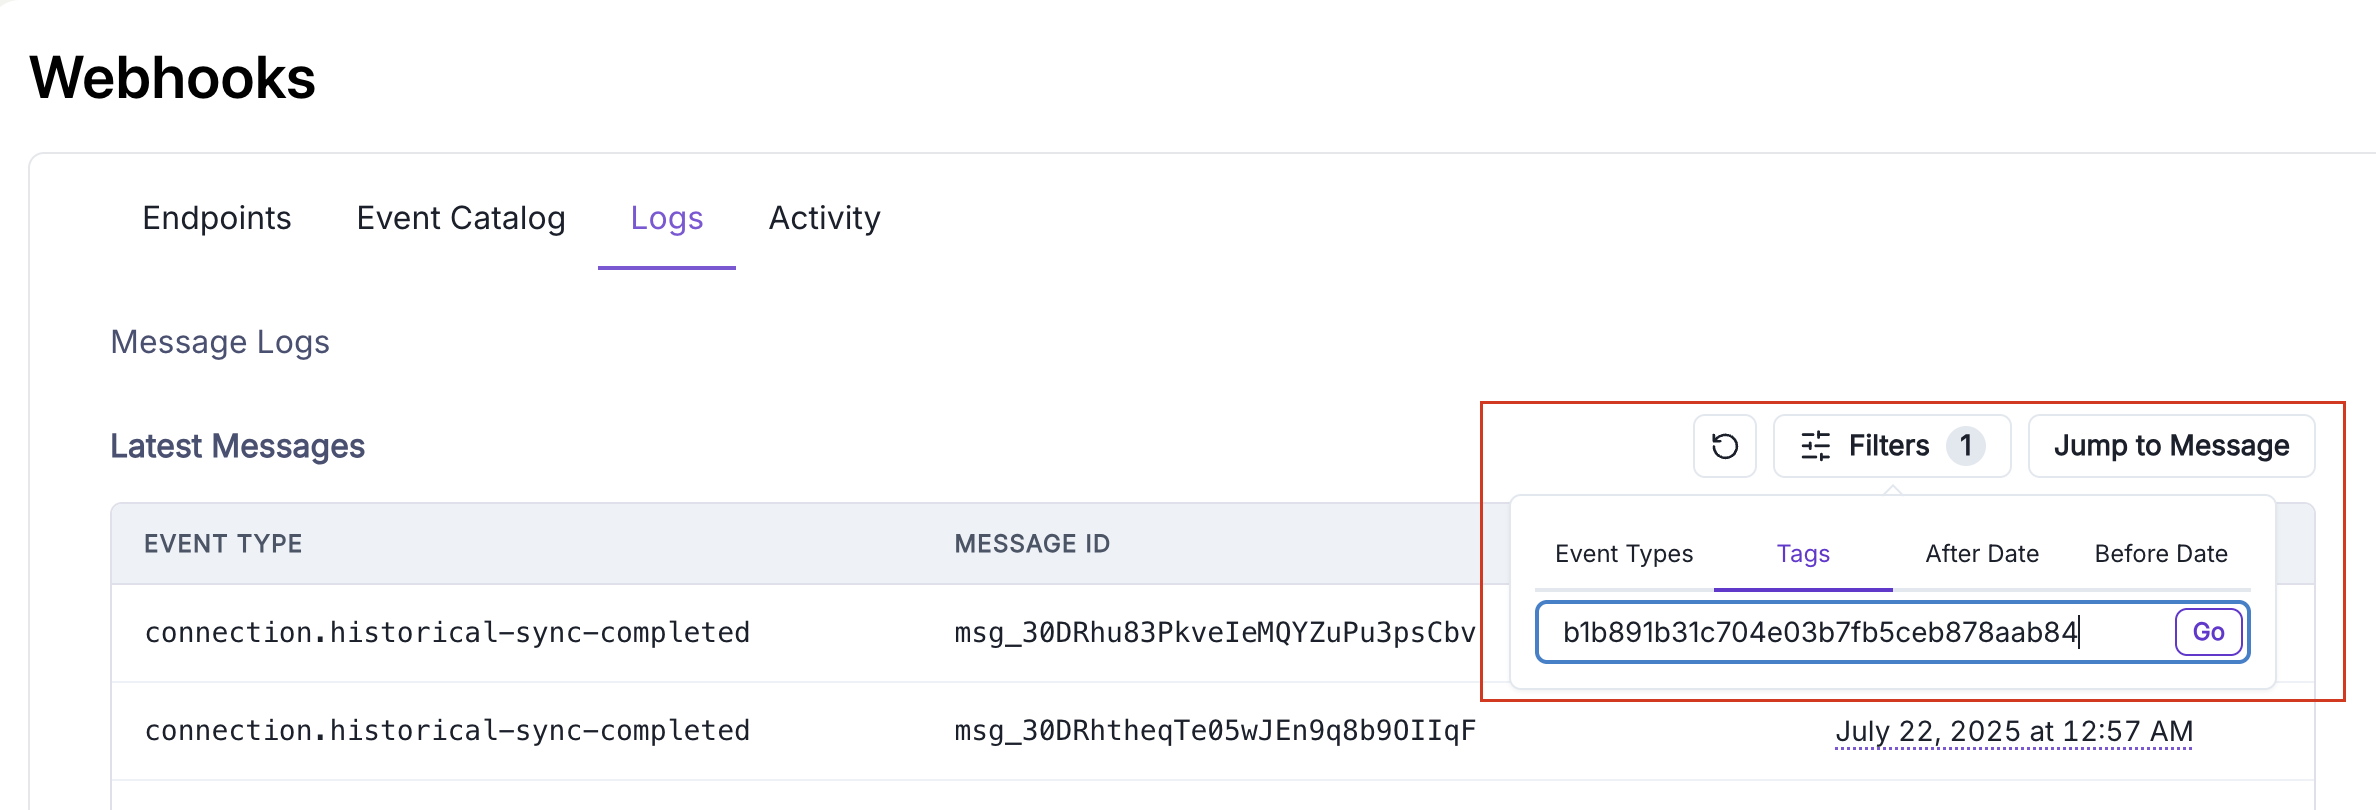 Webhooks
Endpoints Event Catalog Logs Activity
Message Logs
Latest Messages Filters 1 Jump to Message
EVENT TYPE MESSAGE ID
Event Types Tags After Date Before Date
connection.historical-sync-completed msg_30DRhu83PkveIeMQYZuPu3psCbv b1b891b31c704e03b7fb5ceb878aab84 Go
connection.historical-sync-completed msg_30DRhtheqTe05wJEn9q8b9OIIqF July 22, 2025 at 12:57 AM